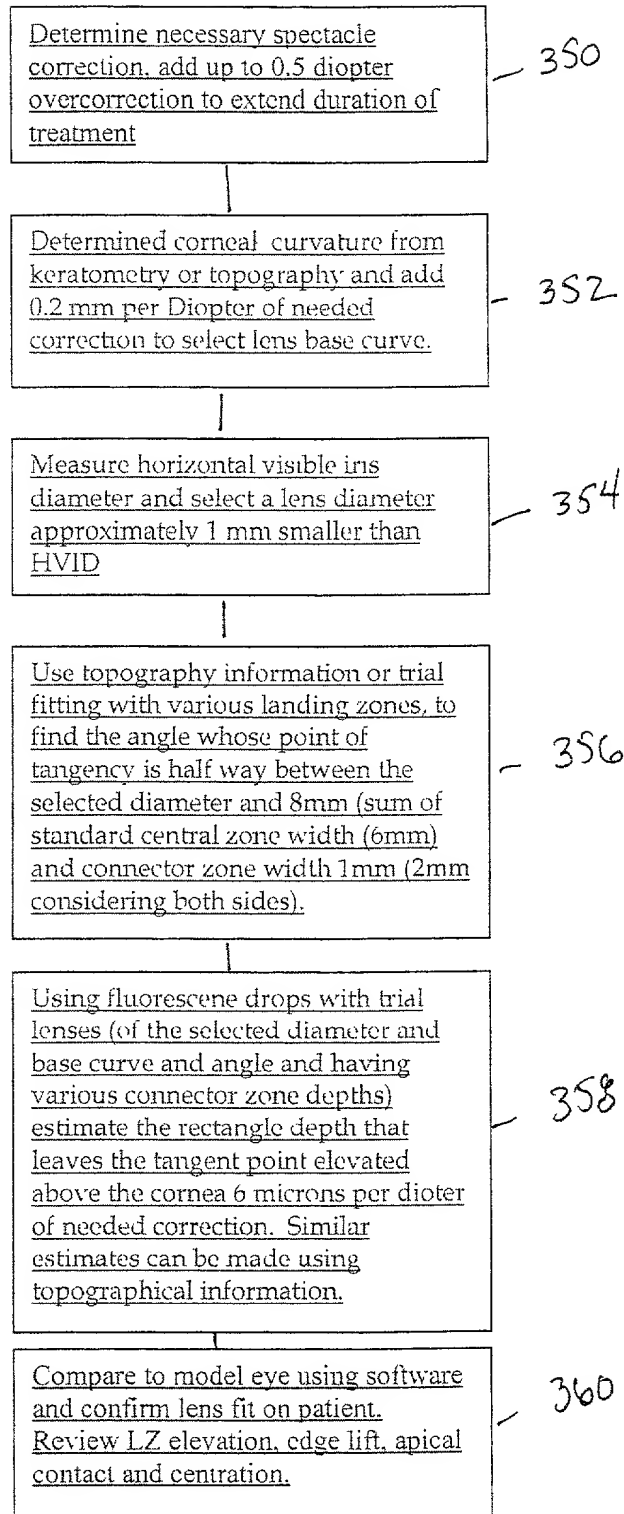 Determine necessary spectacle
correction, add up to 0.5 diopter
overcorrection to extend duration of
treatment
350
Determined corneal curvature from
keratometry or topography and add
0.2 mm per Diopter of needed
correction to select lens base curve.
352
Measure horizontal visible iris
diameter and select a lens diameter
approximately 1 mm smaller than
HVID
354
Use topography information or trial
fitting with various landing zones, to
find the angle whose point of
tangency is half way between the
selected diameter and 8mm (sum of
standard central zone width (6mm)
and connector zone width 1mm (2mm
considering both sides).
356
Using fluorescene drops with trial
lenses (of the selected diameter and
base curve and angle and having
various connector zone depths)
estimate the rectangle depth that
leaves the tangent point elevated
above the cornea 6 microns per dioter
of needed correction. Similar
estimates can be made using
topographical information.
358
Compare to model eye using software
and confirm lens fit on patient.
Review LZ elevation, edge lift, apical
contact and centration.
360